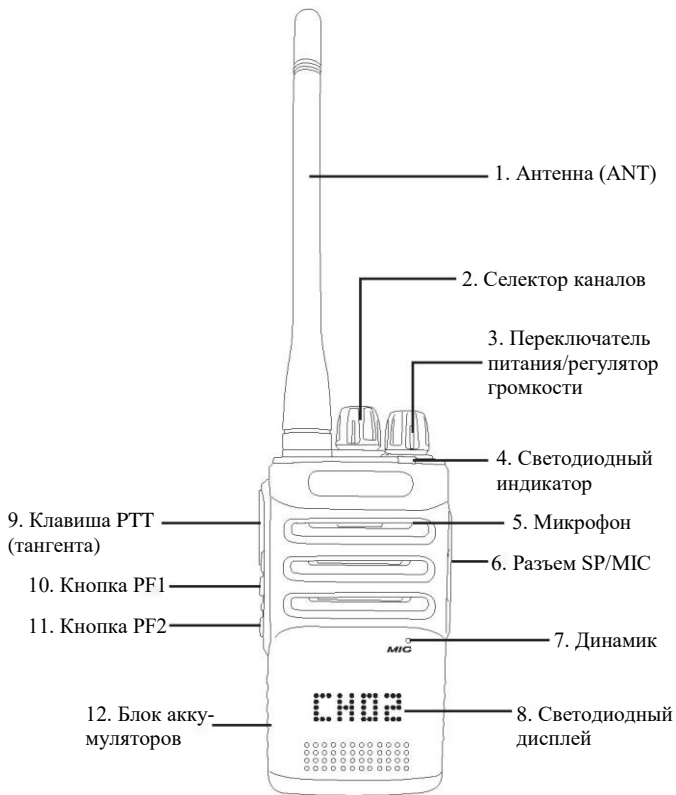 1. Антенна (ANT)
2. Селектор каналов
3. Переключатель
питания/регулятор
громкости
4. Светодиодный
индикатор
5. Микрофон
6. Разъем SP/MIC
7. Динамик
MIC
8. Светодиодный
дисплей
CH02
9. Клавиша PTT
(тангента)
10. Кнопка PF1
11. Кнопка PF2
12. Блок акку-
муляторов